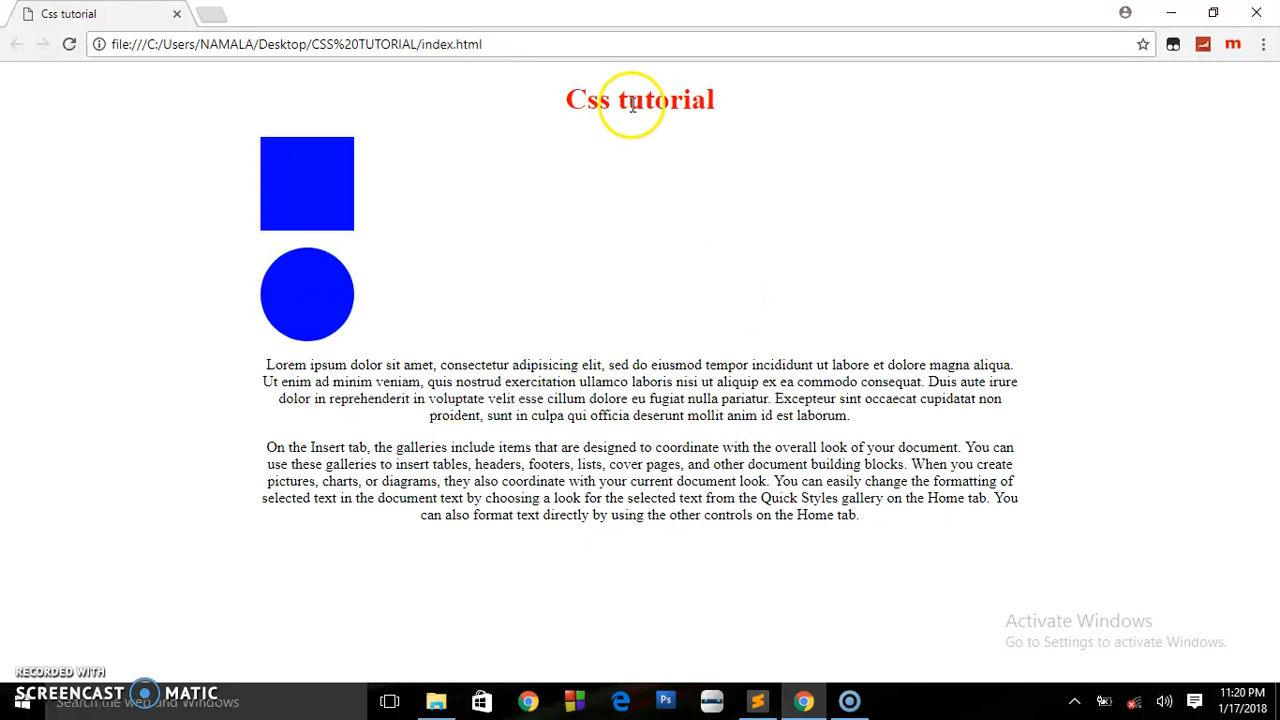 Css tutorial
file:///C:/Users/NAMALA/Desktop/CSS%20TUTORIAL/index.html
m
Css tutorial
Lorem ipsum dolor sit amet, consectetur adipisicing elit, sed do eiusmod tempor incididunt ut labore et dolore magna aliqua.
Ut enim ad minim veniam, quis nostrud exercitation ullamco laboris nisi ut aliquip ex ea commodo consequat. Duis aute irure
dolor in reprehenderit in voluptate velit esse cillum dolore eu fugiat nulla pariatur. Excepteur sint occaecat cupidatat non
proident, sunt in culpa qui officia deserunt mollit anim id est laborum.
On the Insert tab, the galleries include items that are designed to coordinate with the overall look of your document. You can
use these galleries to insert tables, headers, footers, lists, cover pages, and other document building blocks. When you create
pictures, charts, or diagrams, they also coordinate with your current document look. You can easily change the formatting of
selected text in the document text by choosing a look for the selected text from the Quick Styles gallery on the Home tab. You
can also format text directly by using the other controls on the Home tab.
Activate Windows
Go to Settings to activate Windows.
RECORDED WITH
SCREENCAST MATIC
Search the web and Windows
Ps
11:20 PM
1/17/2018